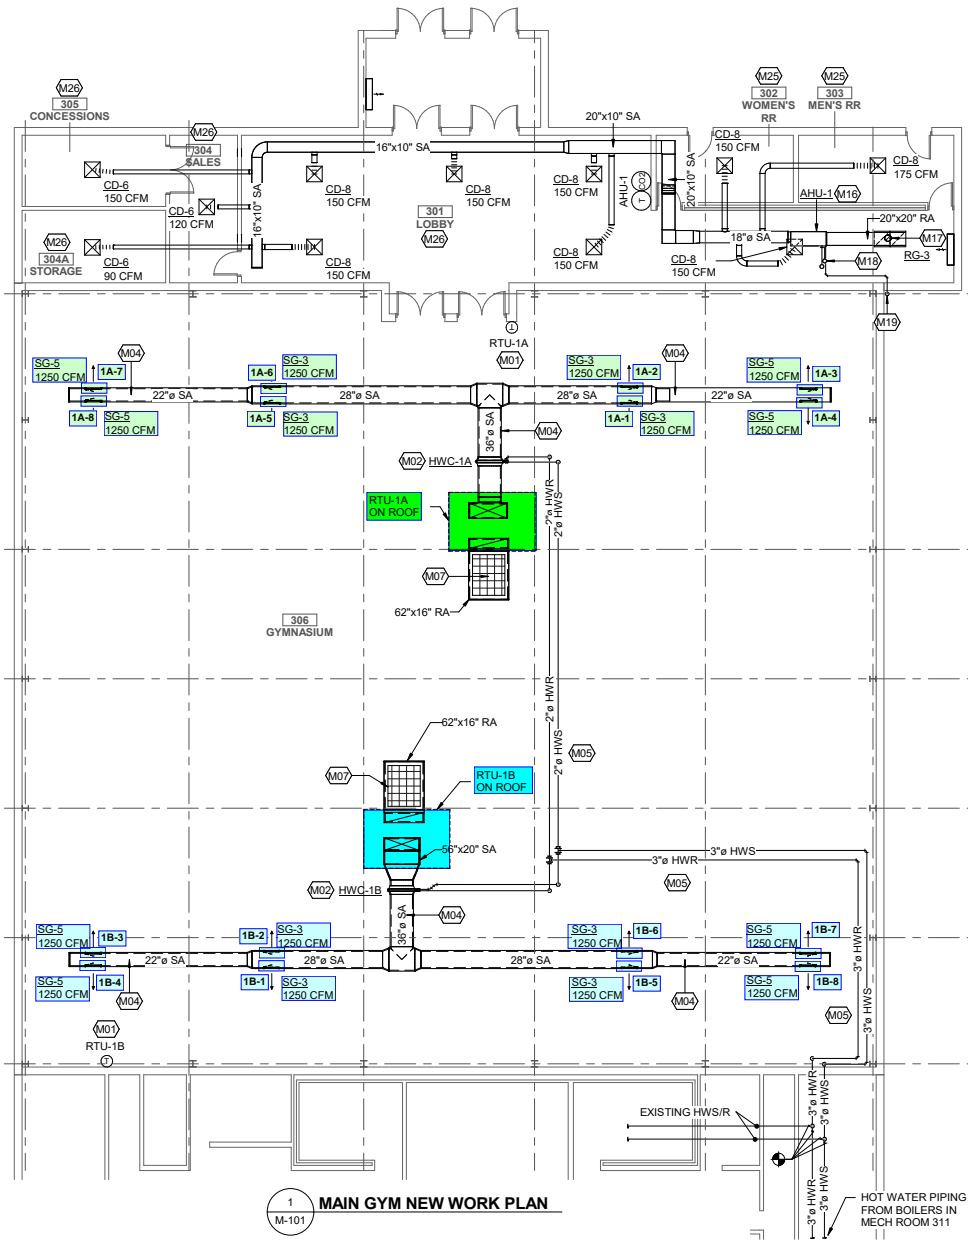 M26
305
CONCESSIONS
M26
304
SALES
16"x10" SA
20"x10" SA
M25
302
WOMEN'S
RR
M25
303
MEN'S RR
CD-8
150 CFM
CD-8
175 CFM
CD-6
150 CFM
CD-6
120 CFM
16"x10" SA
CD-8
150 CFM
CD-8
150 CFM
CD-8
150 CFM
AHU-1
CO2
T
20"x10" SA
AHU-1
M16
301
LOBBY
M26
M26
304A
STORAGE
CD-6
90 CFM
CD-8
150 CFM
CD-8
150 CFM
CD-8
150 CFM
18"ø SA
20"x20" RA
M17
RG-3
M18
M19
T
RTU-1A
M01
SG-5
1250 CFM
1A-7
M04
1A-6
SG-3
1250 CFM
SG-3
1250 CFM
1A-2
M04
SG-5
1250 CFM
1A-3
22"ø SA
28"ø SA
28"ø SA
22"ø SA
1A-8
SG-5
1250 CFM
1A-5
SG-3
1250 CFM
1A-1
SG-3
1250 CFM
SG-5
1250 CFM
1A-4
36"ø SA
M04
M02
HWC-1A
2"ø HWR
2"ø HWS
RTU-1A
ON ROOF
M07
62"x16" RA
306
GYMNASIUM
2"ø HWR
2"ø HWS
62"x16" RA
M05
M07
RTU-1B
ON ROOF
56"x20" SA
3"ø HWS
3"ø HWR
M02
HWC-1B
M05
36"ø SA
M04
SG-5
1250 CFM
1B-3
1B-2
SG-3
1250 CFM
SG-3
1250 CFM
1B-6
SG-5
1250 CFM
1B-7
22"ø SA
28"ø SA
28"ø SA
22"ø SA
3"ø HWR
3"ø HWS
SG-5
1250 CFM
1B-4
M04
1B-1
SG-3
1250 CFM
SG-3
1250 CFM
1B-5
M04
SG-5
1250 CFM
1B-8
M05
M01
RTU-1B
T
3"ø HWR
3"ø HWS
EXISTING HWS/R
3"ø HWR
3"ø HWS
1
M-101
MAIN GYM NEW WORK PLAN
HOT WATER PIPING
FROM BOILERS IN
MECH ROOM 311